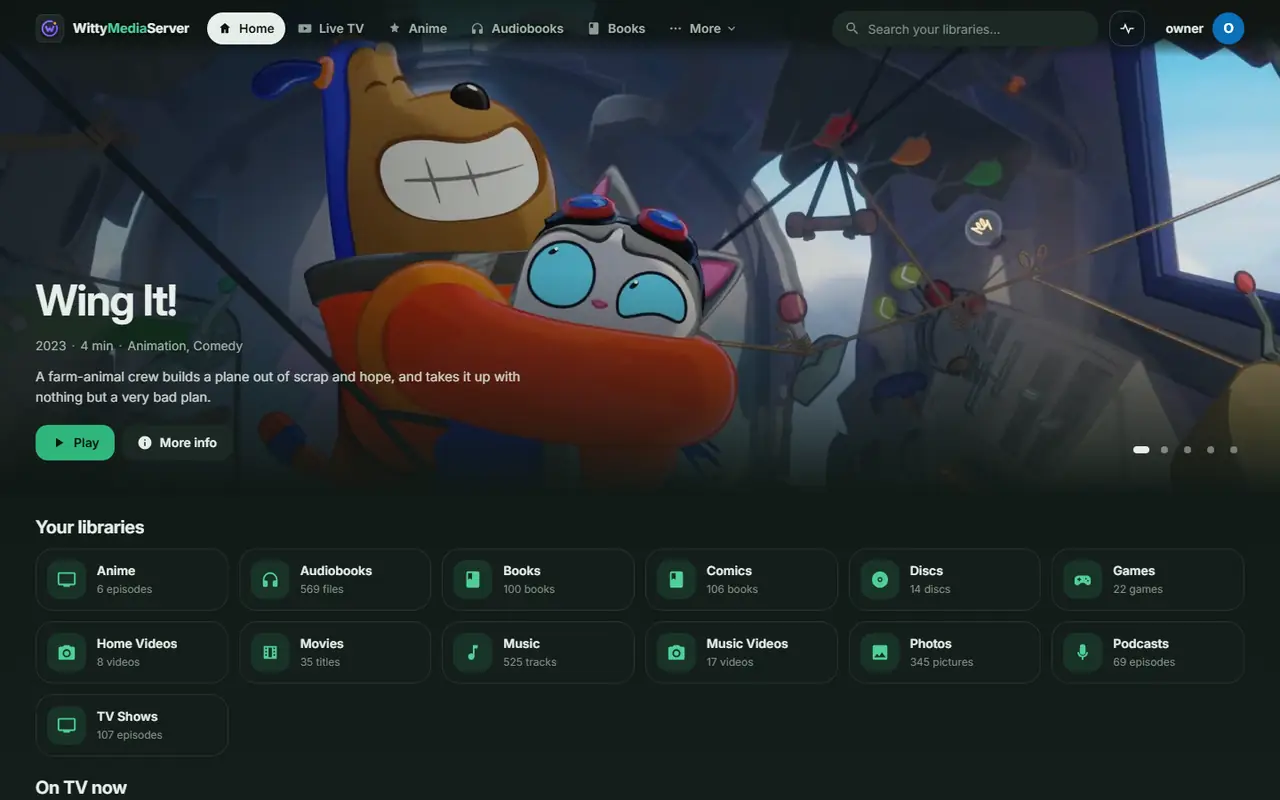 WittyMediaServer
Home
Live TV
Anime
Audiobooks
Books
More
Search your libraries...
owner
O
Wing It!
2023 · 4 min · Animation, Comedy
A farm-animal crew builds a plane out of scrap and hope, and takes it up with
nothing but a very bad plan.
Play
More info
Your libraries
Anime
6 episodes
Audiobooks
569 files
Books
100 books
Comics
106 books
Discs
14 discs
Games
22 games
Home Videos
8 videos
Movies
35 titles
Music
525 tracks
Music Videos
17 videos
Photos
345 pictures
Podcasts
69 episodes
TV Shows
107 episodes
On TV now